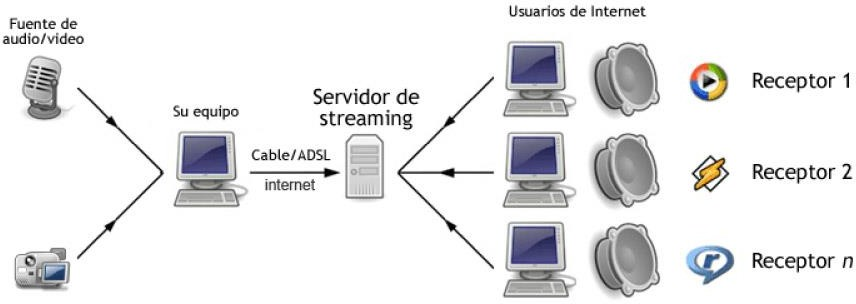 Fuente de
audio/video
Su equipo
Cable/ADSL
internet
Servidor de
streaming
Usuarios de Internet
Receptor 1
Receptor 2
Receptor n